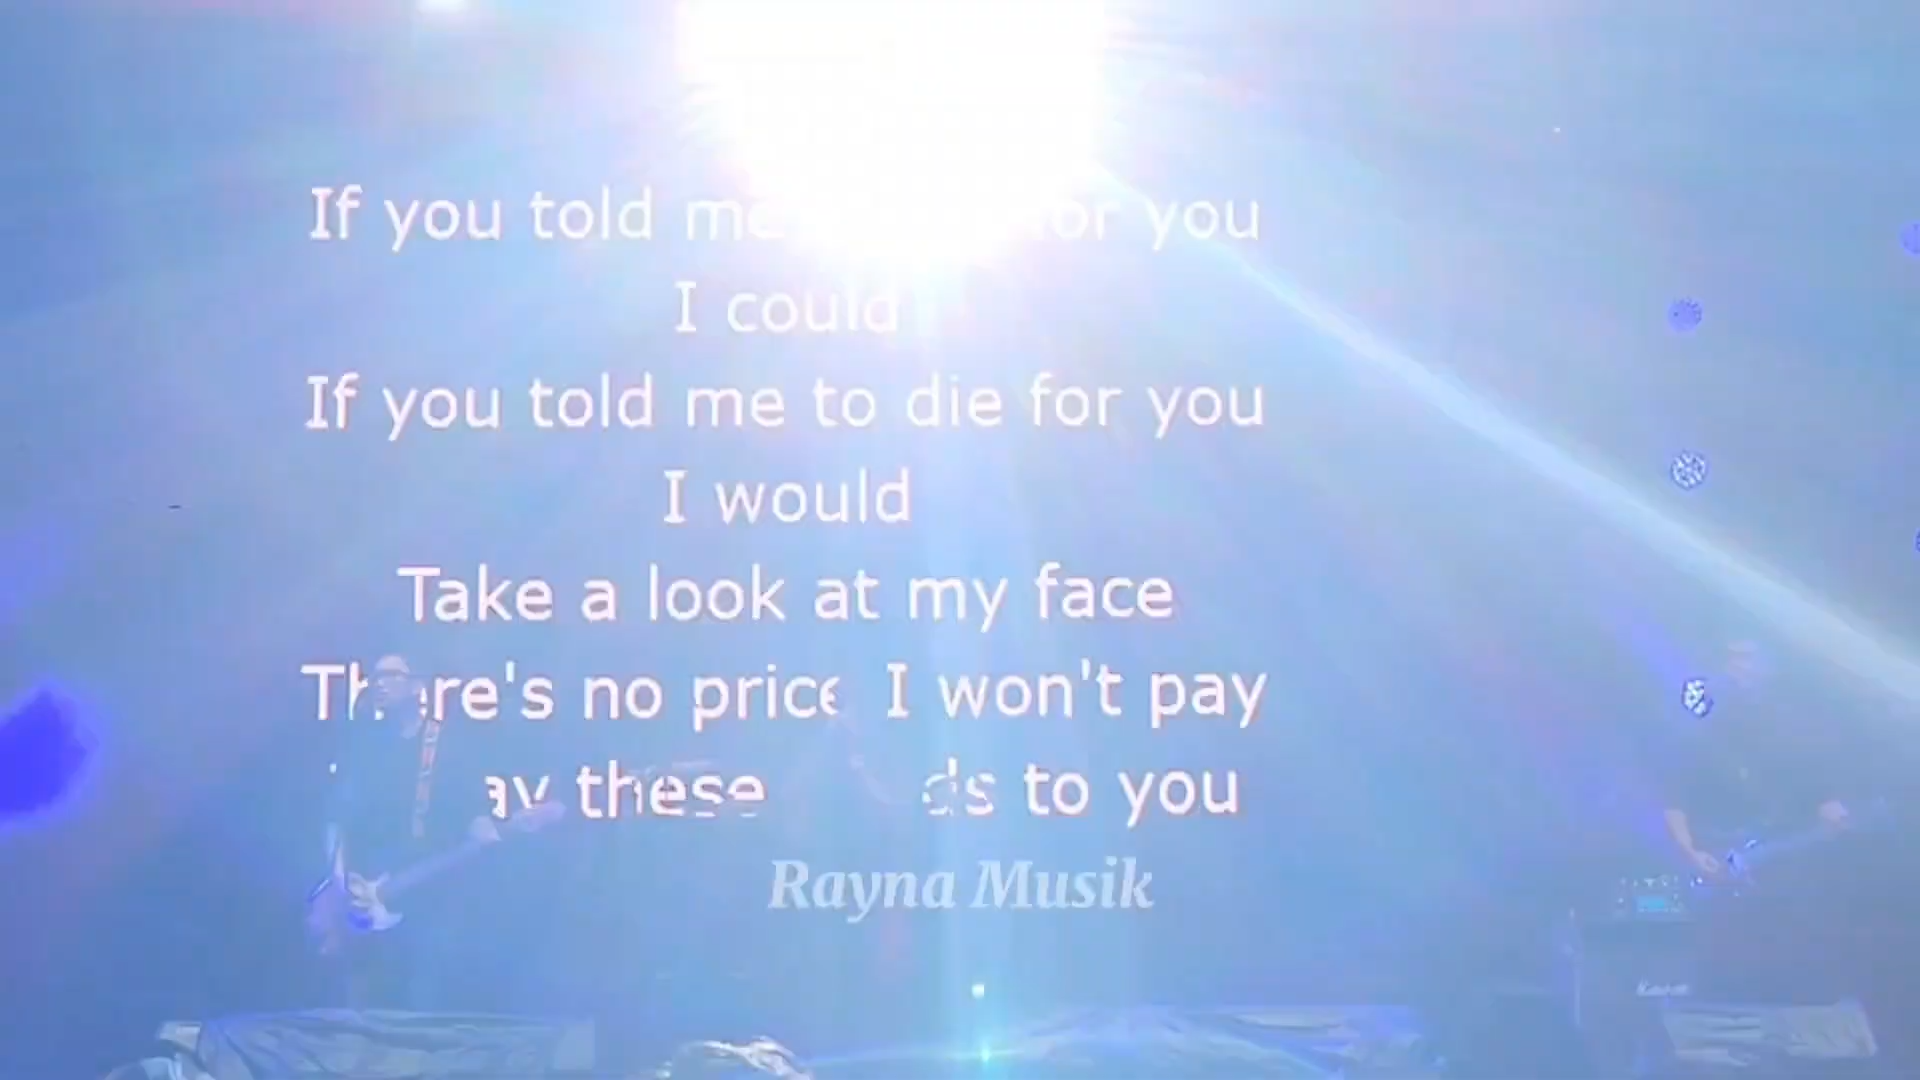 If you told me for you
I could
If you told me to die for you
I would
Take a look at my face
There's no price I won't pay
these to you
Rayna Musik